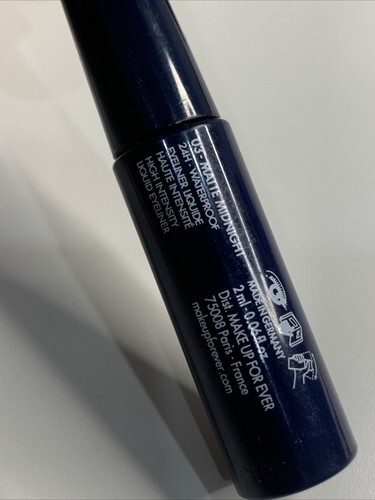 03 - MATTE MIDNIGHT
24H - WATERPROOF
EYELINER LIQUIDE
HAUTE INTENSITÉ
HIGH INTENSITY
LIQUID EYELINER
MADE IN GERMANY
2 ml - 0.06 fl. oz.
Dist. MAKE UP FOR EVER
75008 Paris - France
makeupforever.com